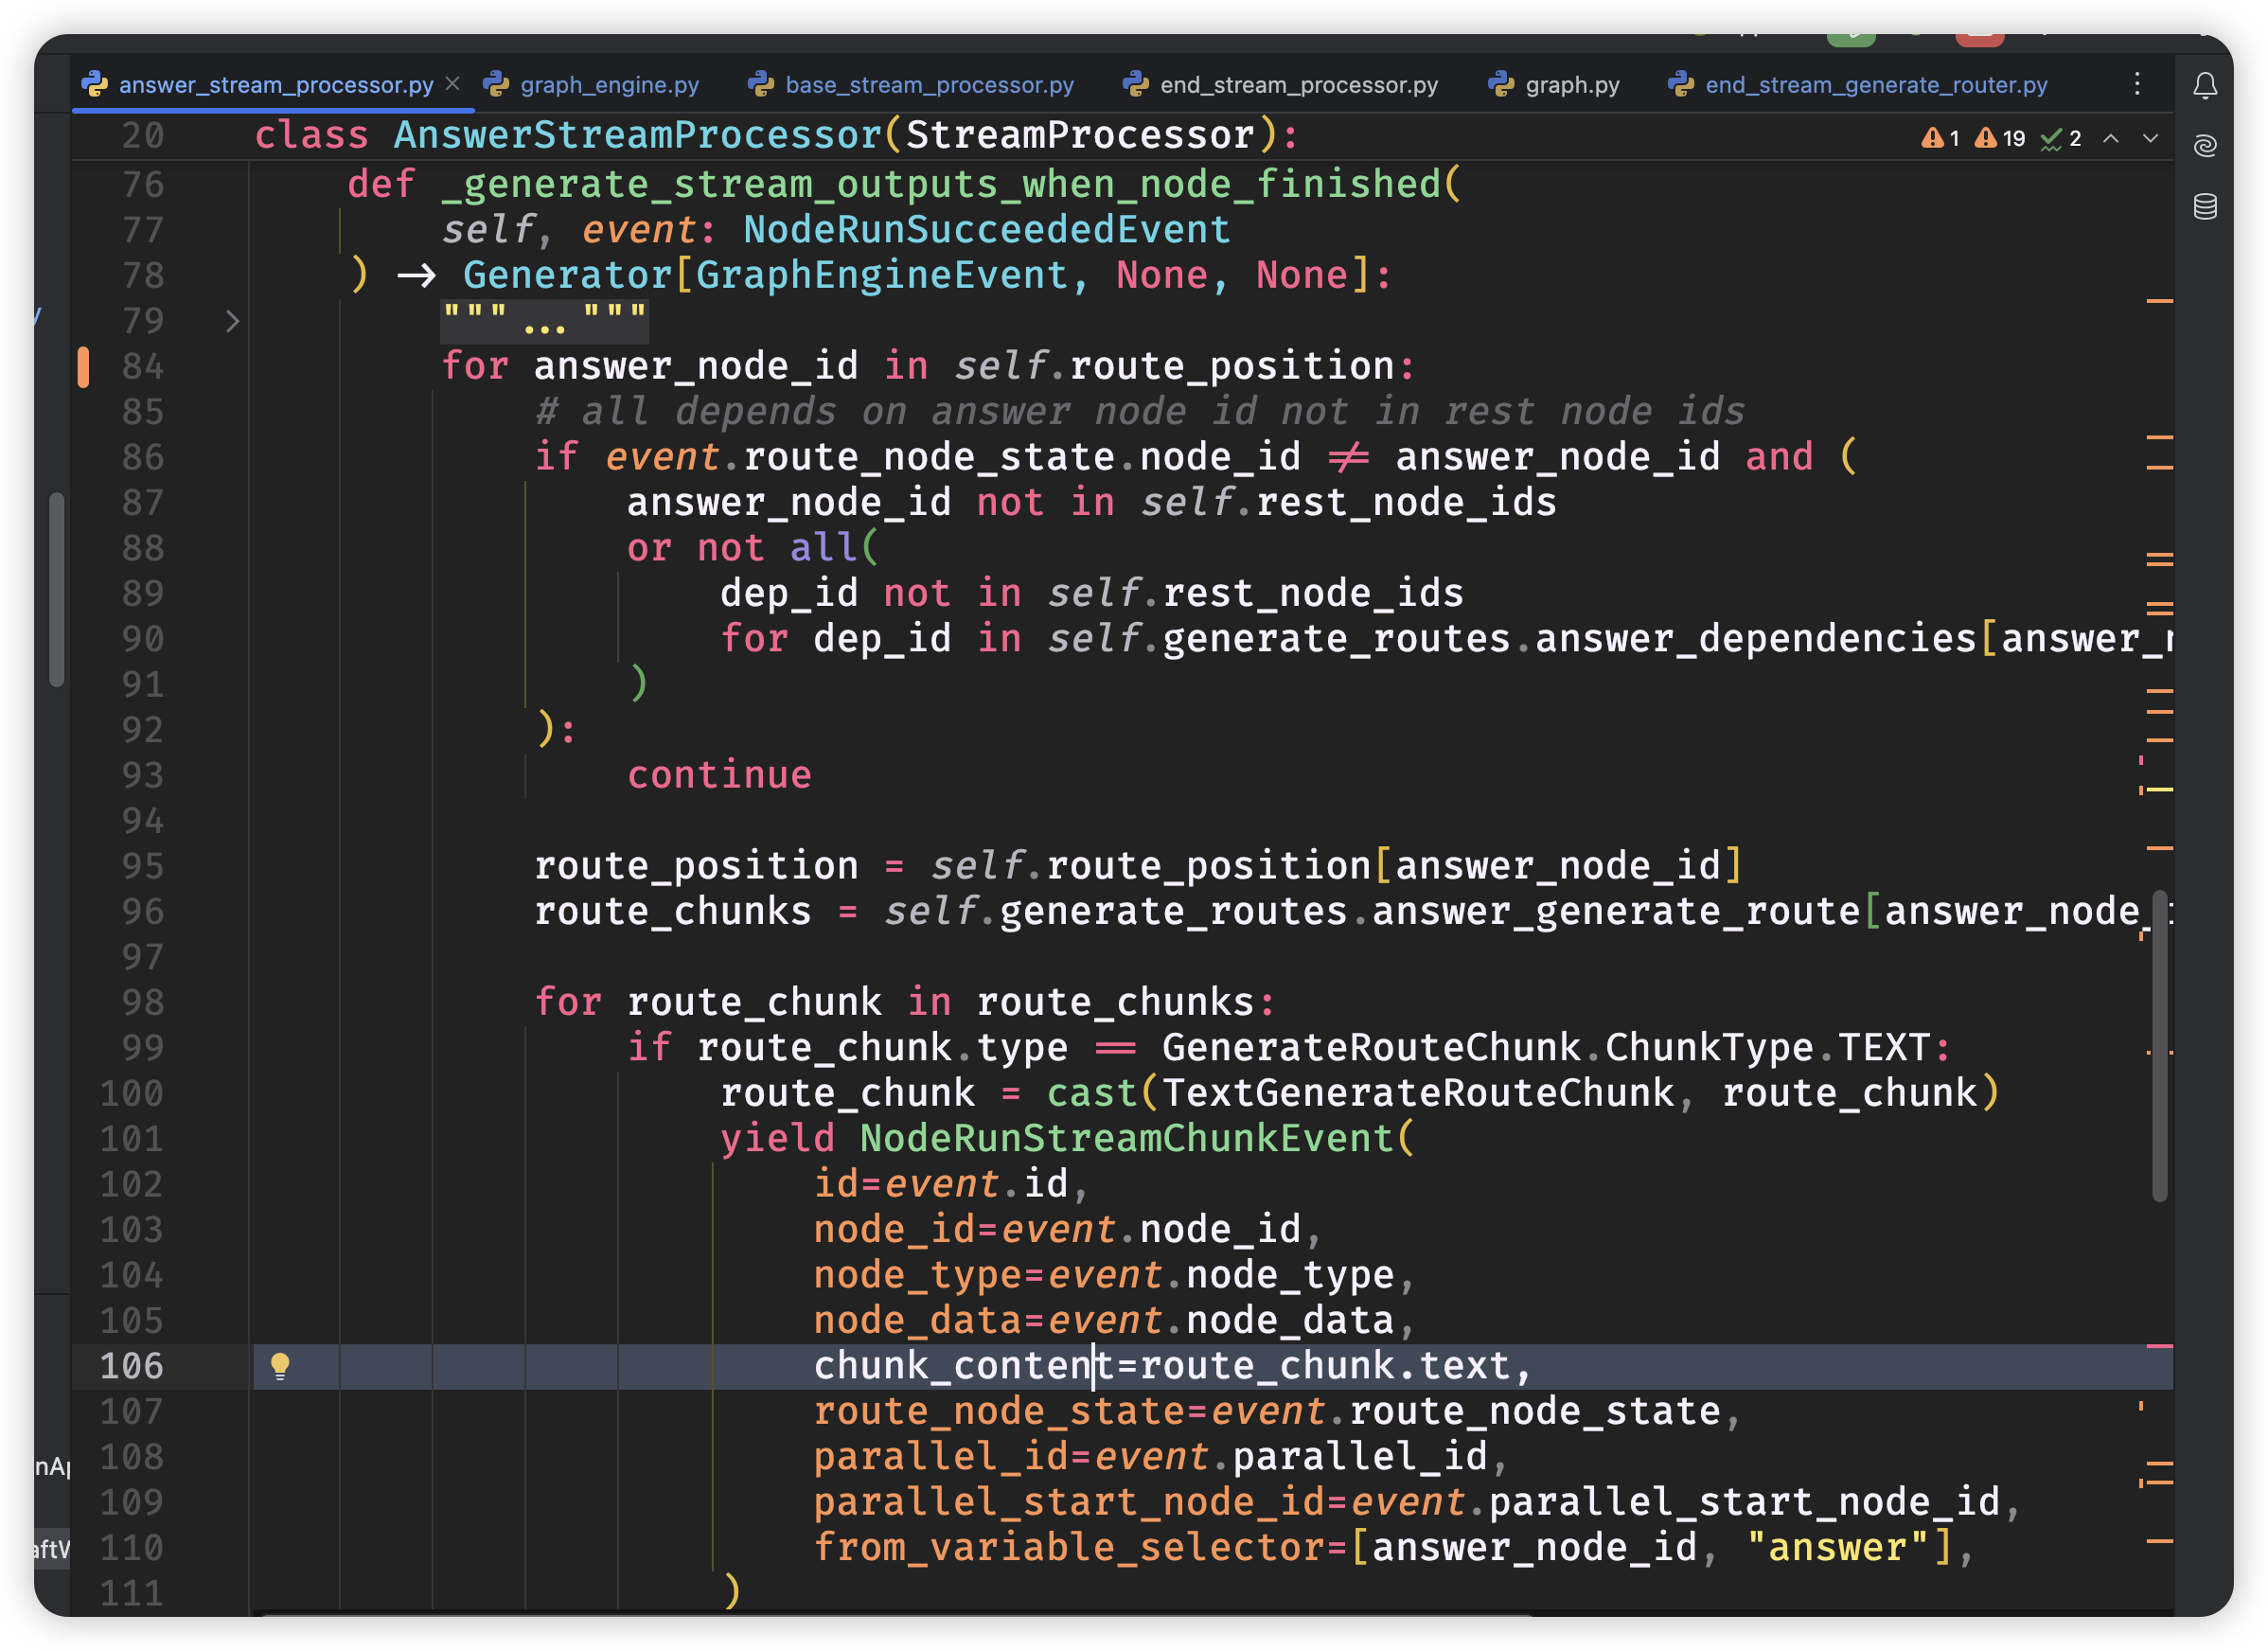 answer_stream_processor.py graph_engine.py base_stream_processor.py end_stream_processor.py graph.py end_stream_generate_router.py
20 class AnswerStreamProcessor(StreamProcessor): 1 19 2
76 def _generate_stream_outputs_when_node_finished(
77 self, event: NodeRunSucceededEvent
78 ) -> Generator[GraphEngineEvent, None, None]:
79 """..."""
84 for answer_node_id in self.route_position:
85 # all depends on answer node id not in rest node ids
86 if event.route_node_state.node_id != answer_node_id and (
87 answer_node_id not in self.rest_node_ids
88 or not all(
89 dep_id not in self.rest_node_ids
90 for dep_id in self.generate_routes.answer_dependencies[answer_
91 )
92 ):
93 continue
94
95 route_position = self.route_position[answer_node_id]
96 route_chunks = self.generate_routes.answer_generate_route[answer_node_
97
98 for route_chunk in route_chunks:
99 if route_chunk.type == GenerateRouteChunk.ChunkType.TEXT:
100 route_chunk = cast(TextGenerateRouteChunk, route_chunk)
101 yield NodeRunStreamChunkEvent(
102 id=event.id,
103 node_id=event.node_id,
104 node_type=event.node_type,
105 node_data=event.node_data,
106 chunk_content=route_chunk.text,
107 route_node_state=event.route_node_state,
108 parallel_id=event.parallel_id,
109 parallel_start_node_id=event.parallel_start_node_id,
110 from_variable_selector=[answer_node_id, "answer"],
111 )